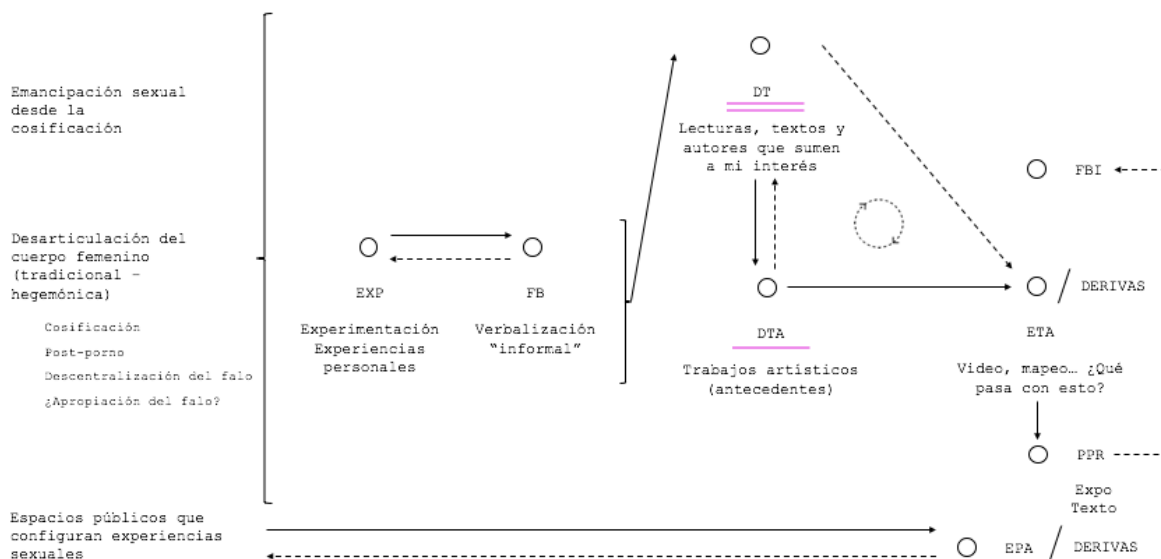 Emancipación sexual
desde la
cosificación
Desarticulación del
cuerpo femenino
(tradicional –
hegemónica)
Cosificación
Post-porno
Descentralización del falo
¿Apropiación del falo?
Espacios públicos que
configuran experiencias
sexuales
EXP
Experimentación
Experiencias
personales
FB
Verbalización
“informal”
DT
Lecturas, textos y
autores que sumen
a mi interés
DTA
Trabajos artísticos
(antecedentes)
FBI
/ DERIVAS
ETA
Video, mapeo… ¿Qué
pasa con esto?
PPR
Expo
Texto
EPA / DERIVAS